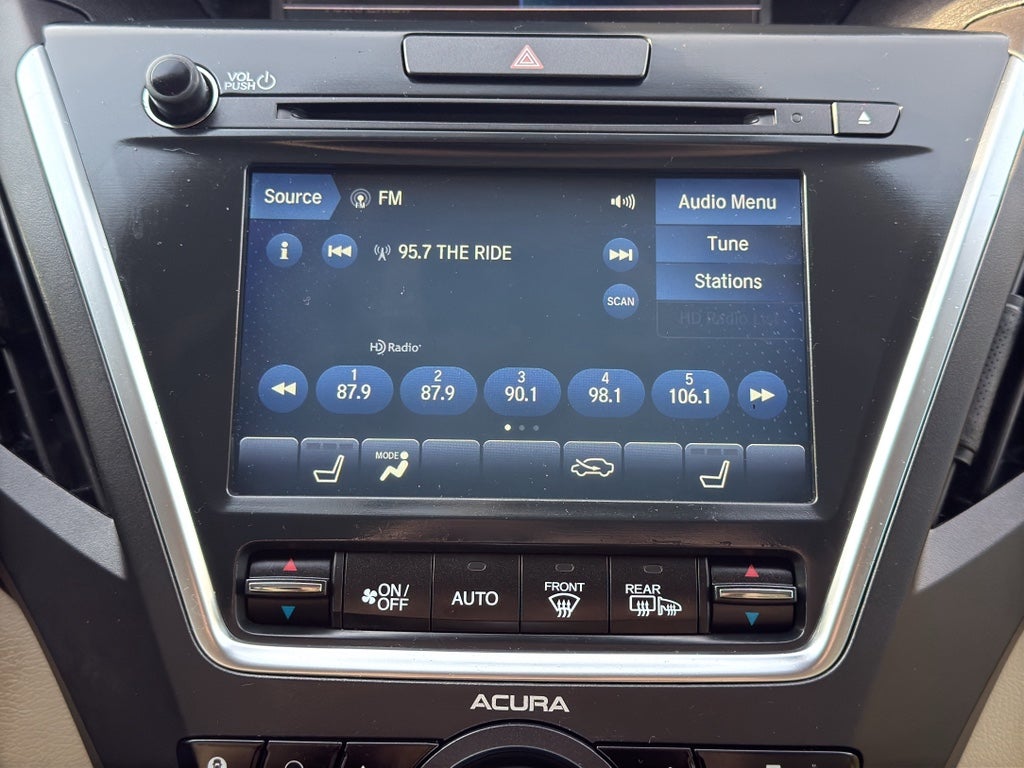 VOL
PUSH
Source
FM
Audio Menu
Tune
95.7 THE RIDE
Stations
SCAN
HD Radio
1
87.9
2
87.9
3
90.1
4
98.1
5
106.1
MODE
ON/
OFF
AUTO
FRONT
REAR
ACURA